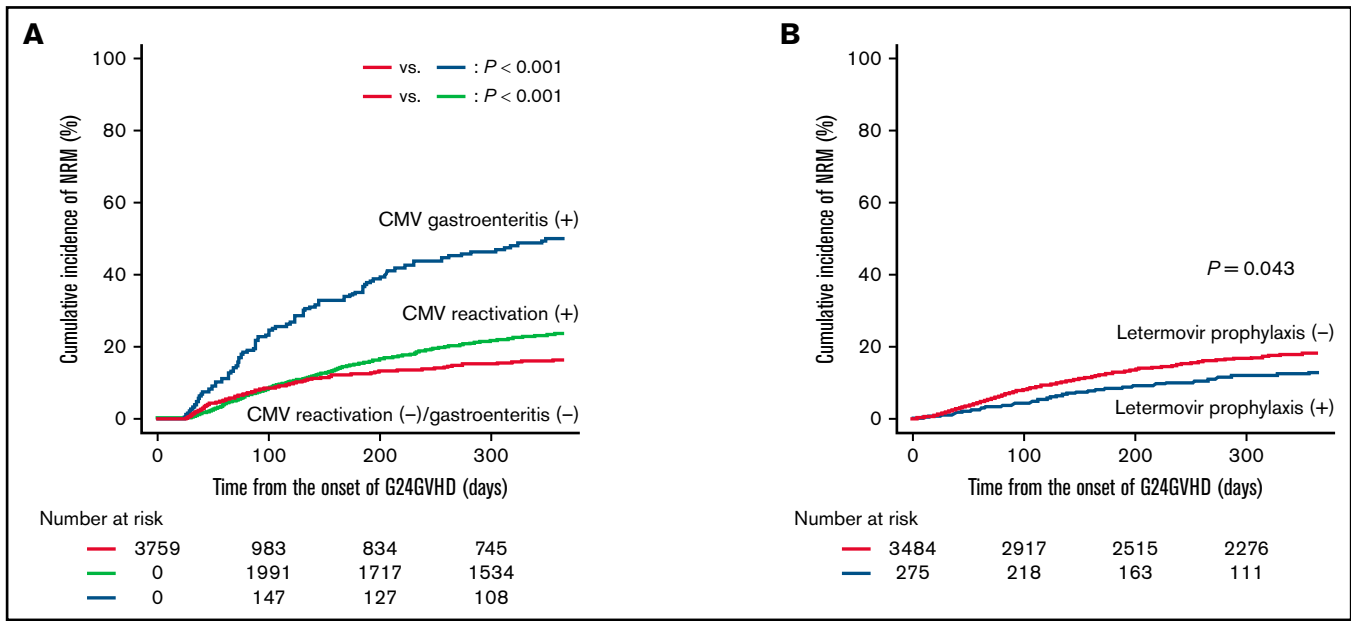 A
Cumulative incidence of NRM (%)
100
80
60
40
20
0
vs. : P < 0.001
vs. : P < 0.001
CMV gastroenteritis (+)
CMV reactivation (+)
CMV reactivation (−)/gastroenteritis (−)
0 100 200 300
Time from the onset of G24GVHD (days)
Number at risk
3759 983 834 745
0 1991 1717 1534
0 147 127 108
B
Cumulative incidence of NRM (%)
100
80
60
40
20
0
P = 0.043
Letermovir prophylaxis (−)
Letermovir prophylaxis (+)
0 100 200 300
Time from the onset of G24GVHD (days)
Number at risk
3484 2917 2515 2276
275 218 163 111